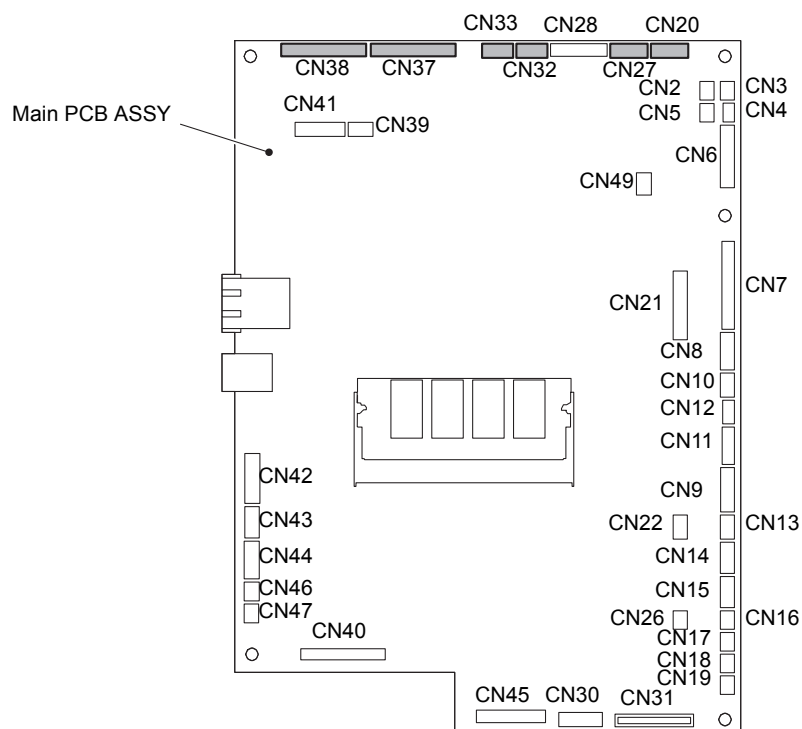 CN33 CN28 CN20
CN38 CN37 CN32 CN27
CN2 CN3
CN41 CN5 CN4
Main PCB ASSY CN39
CN6
CN49
CN7
CN21
CN8
CN10
CN12
CN11
CN42 CN9
CN43 CN22 CN13
CN44 CN14
CN46 CN15
CN47 CN26 CN16
CN40 CN17
CN18
CN19
CN45 CN30 CN31